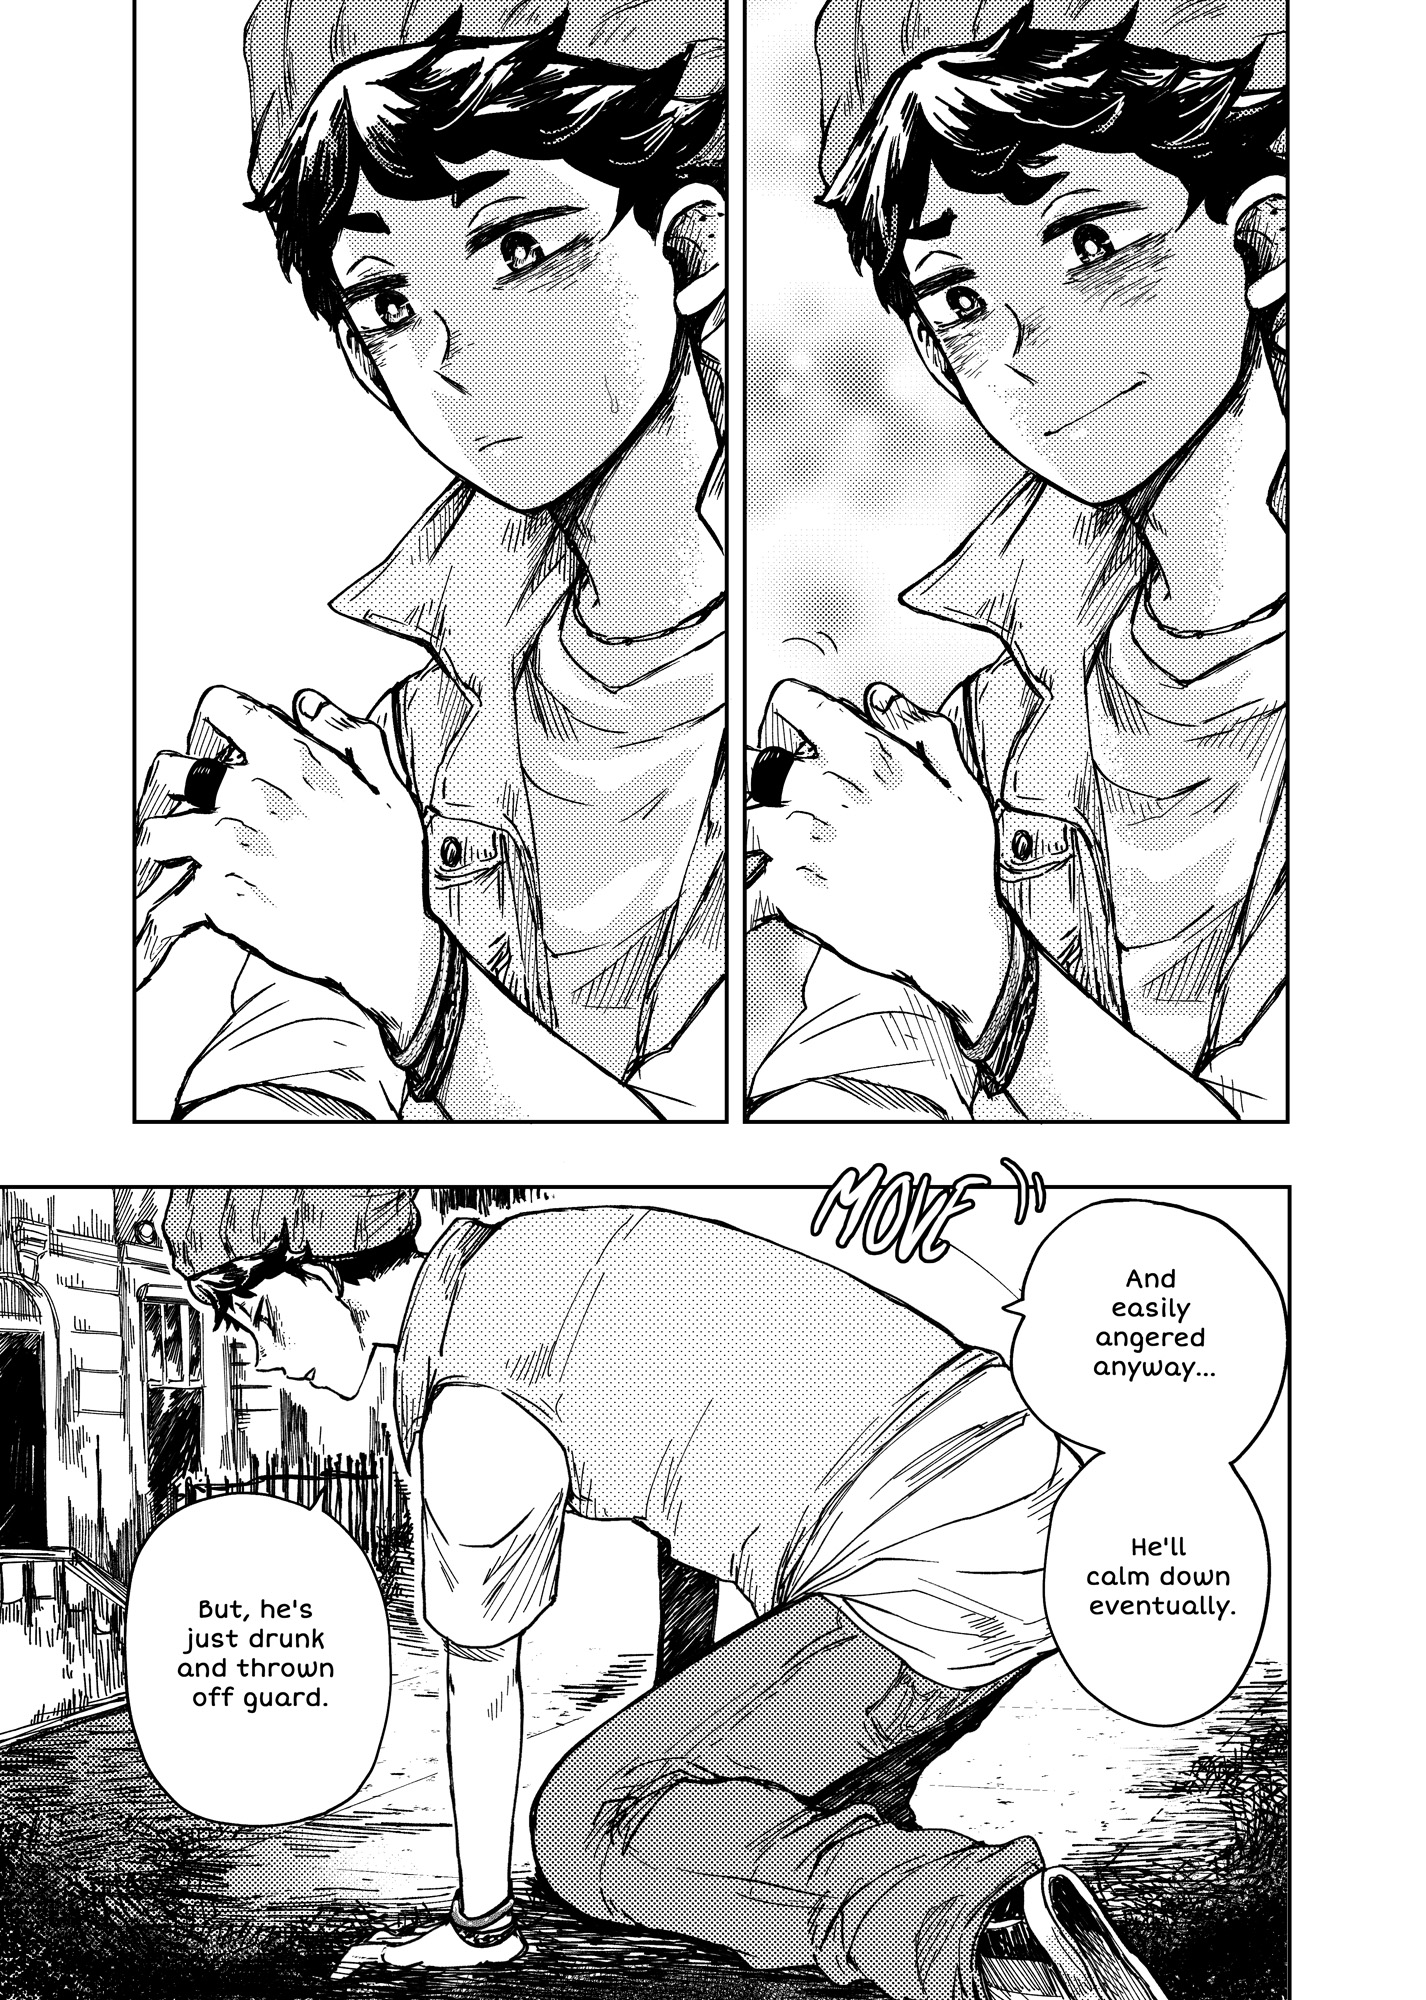 MOVE
But, he's
just drunk
and thrown
off guard.
And
easily
angered
anyway...
He'll
calm down
eventually.